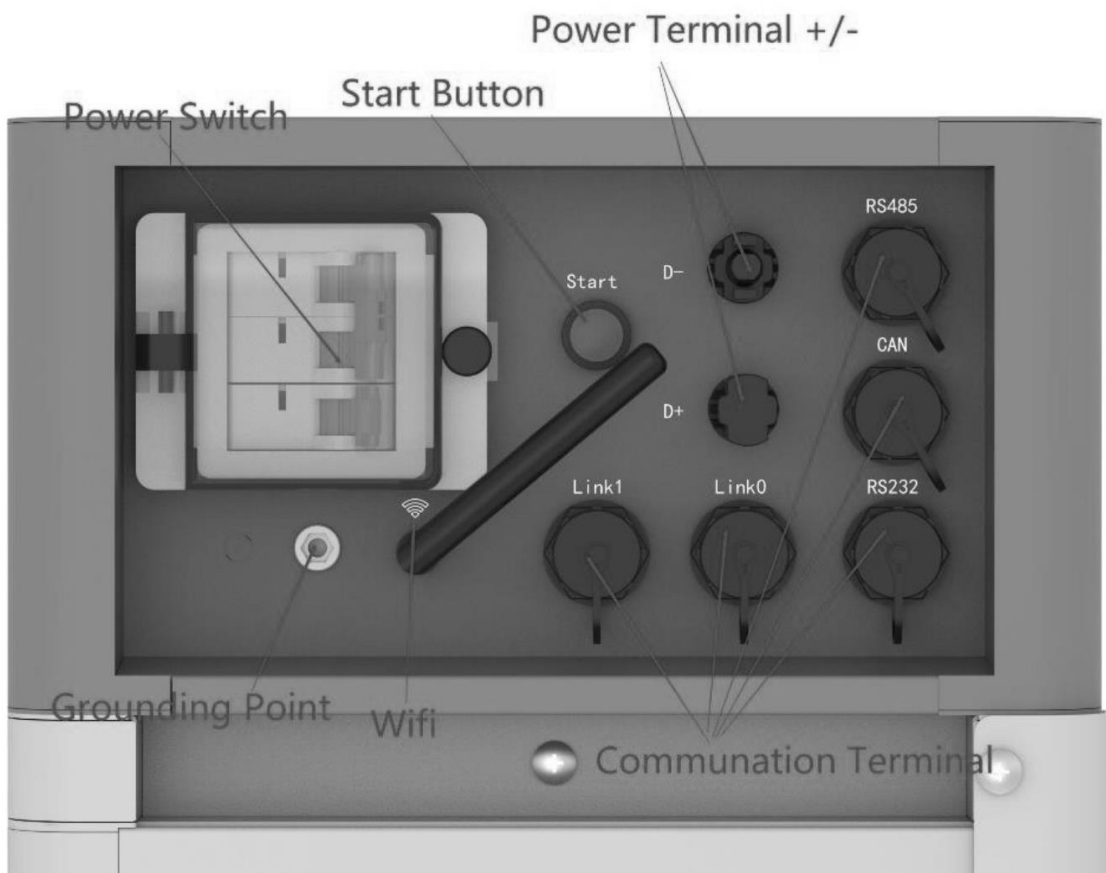 Power Terminal +/-
Start Button
Power Switch
RS485
D-
Start
CAN
D+
Link1
Link0
RS232
Grounding Point
Wifi
Communation Terminal